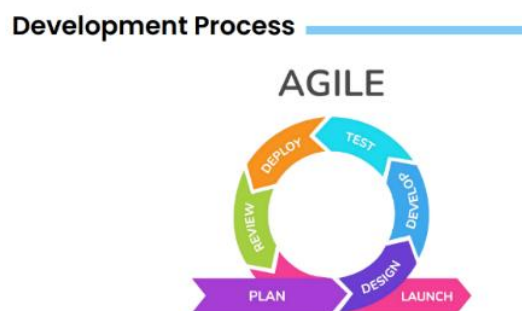 Development Process
AGILE
TEST
DEPLOY
DEVELOP
REVIEW
DESIGN
PLAN
LAUNCH